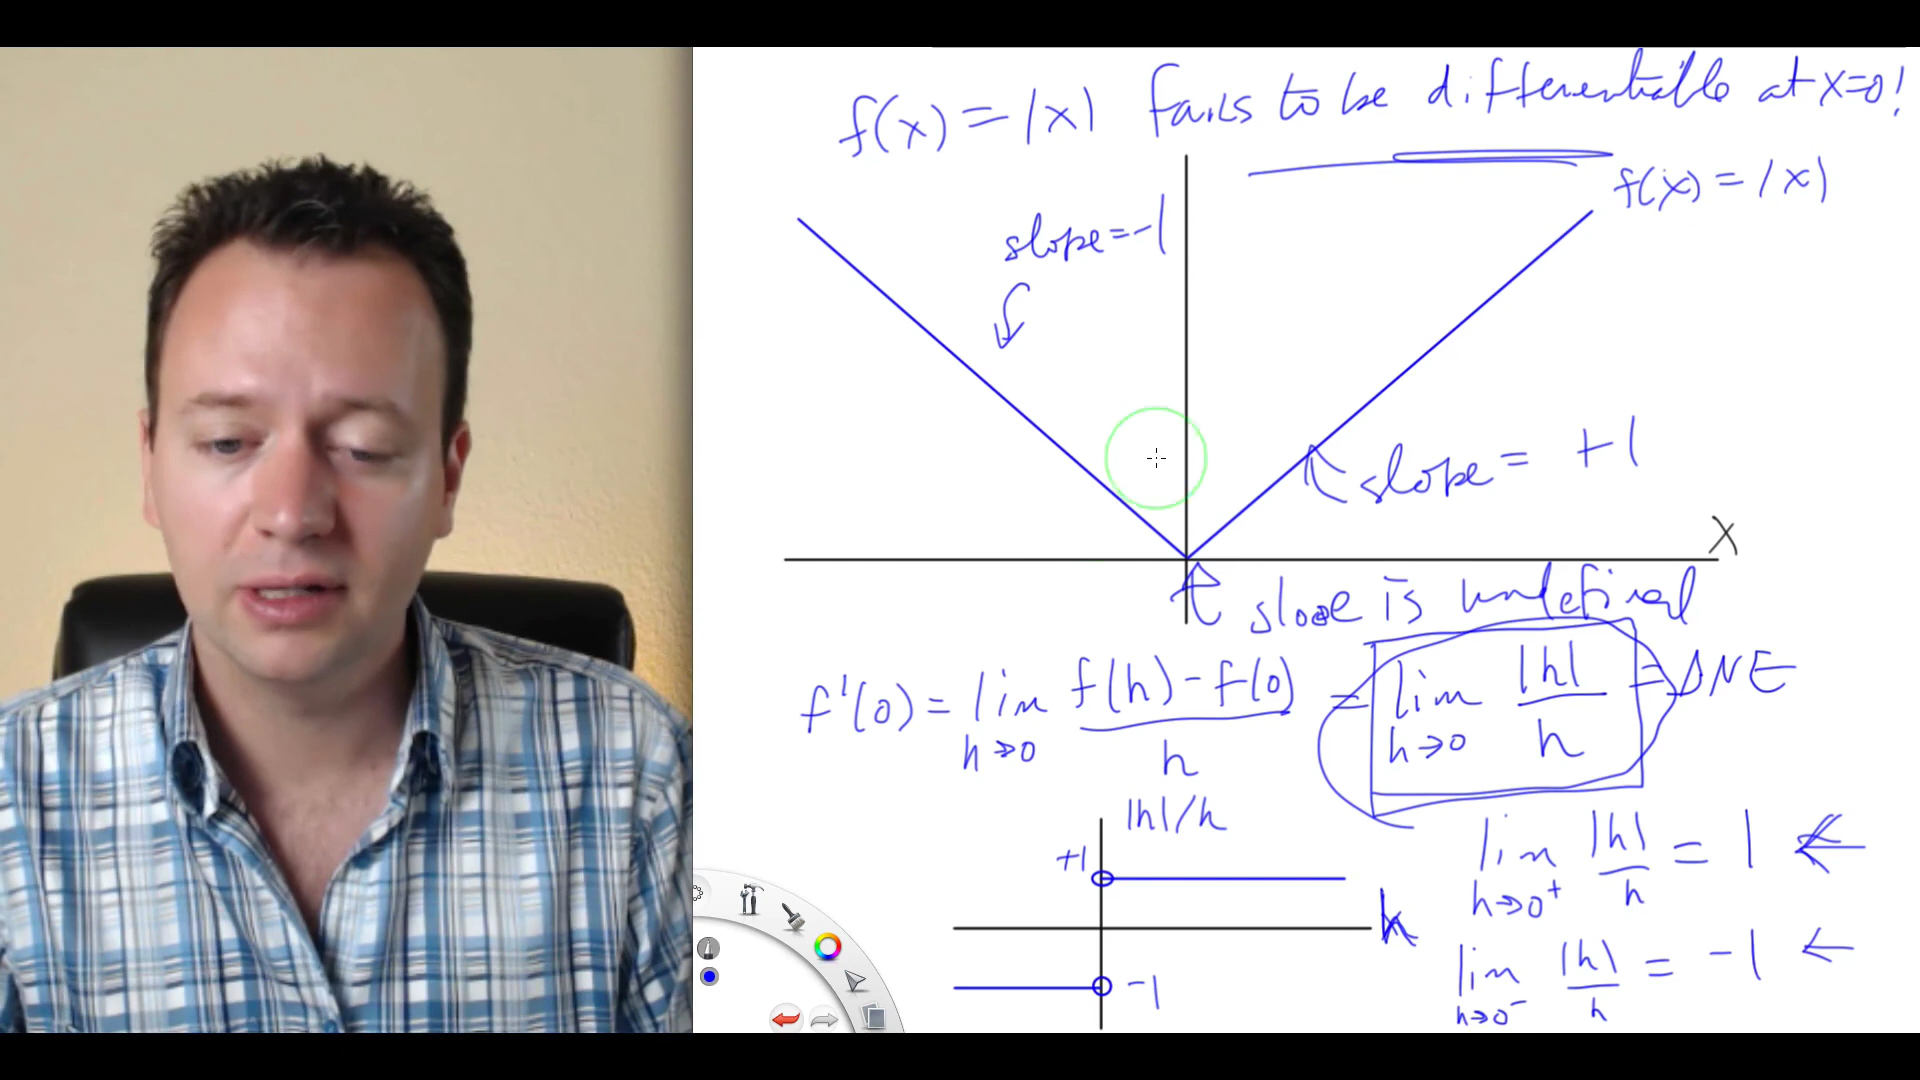 f(x) = |x| fails to be differentiable at x=0!
f(x) = |x|
slope=-1
slope= +1
x
slope is undefined
f'(0) = lim h→0 (f(h) - f(0))/h = lim h→0 |h|/h = DNE
|h|/h
+1
h
-1
lim h→0+ |h|/h = 1 ←
lim h→0- |h|/h = -1 ←